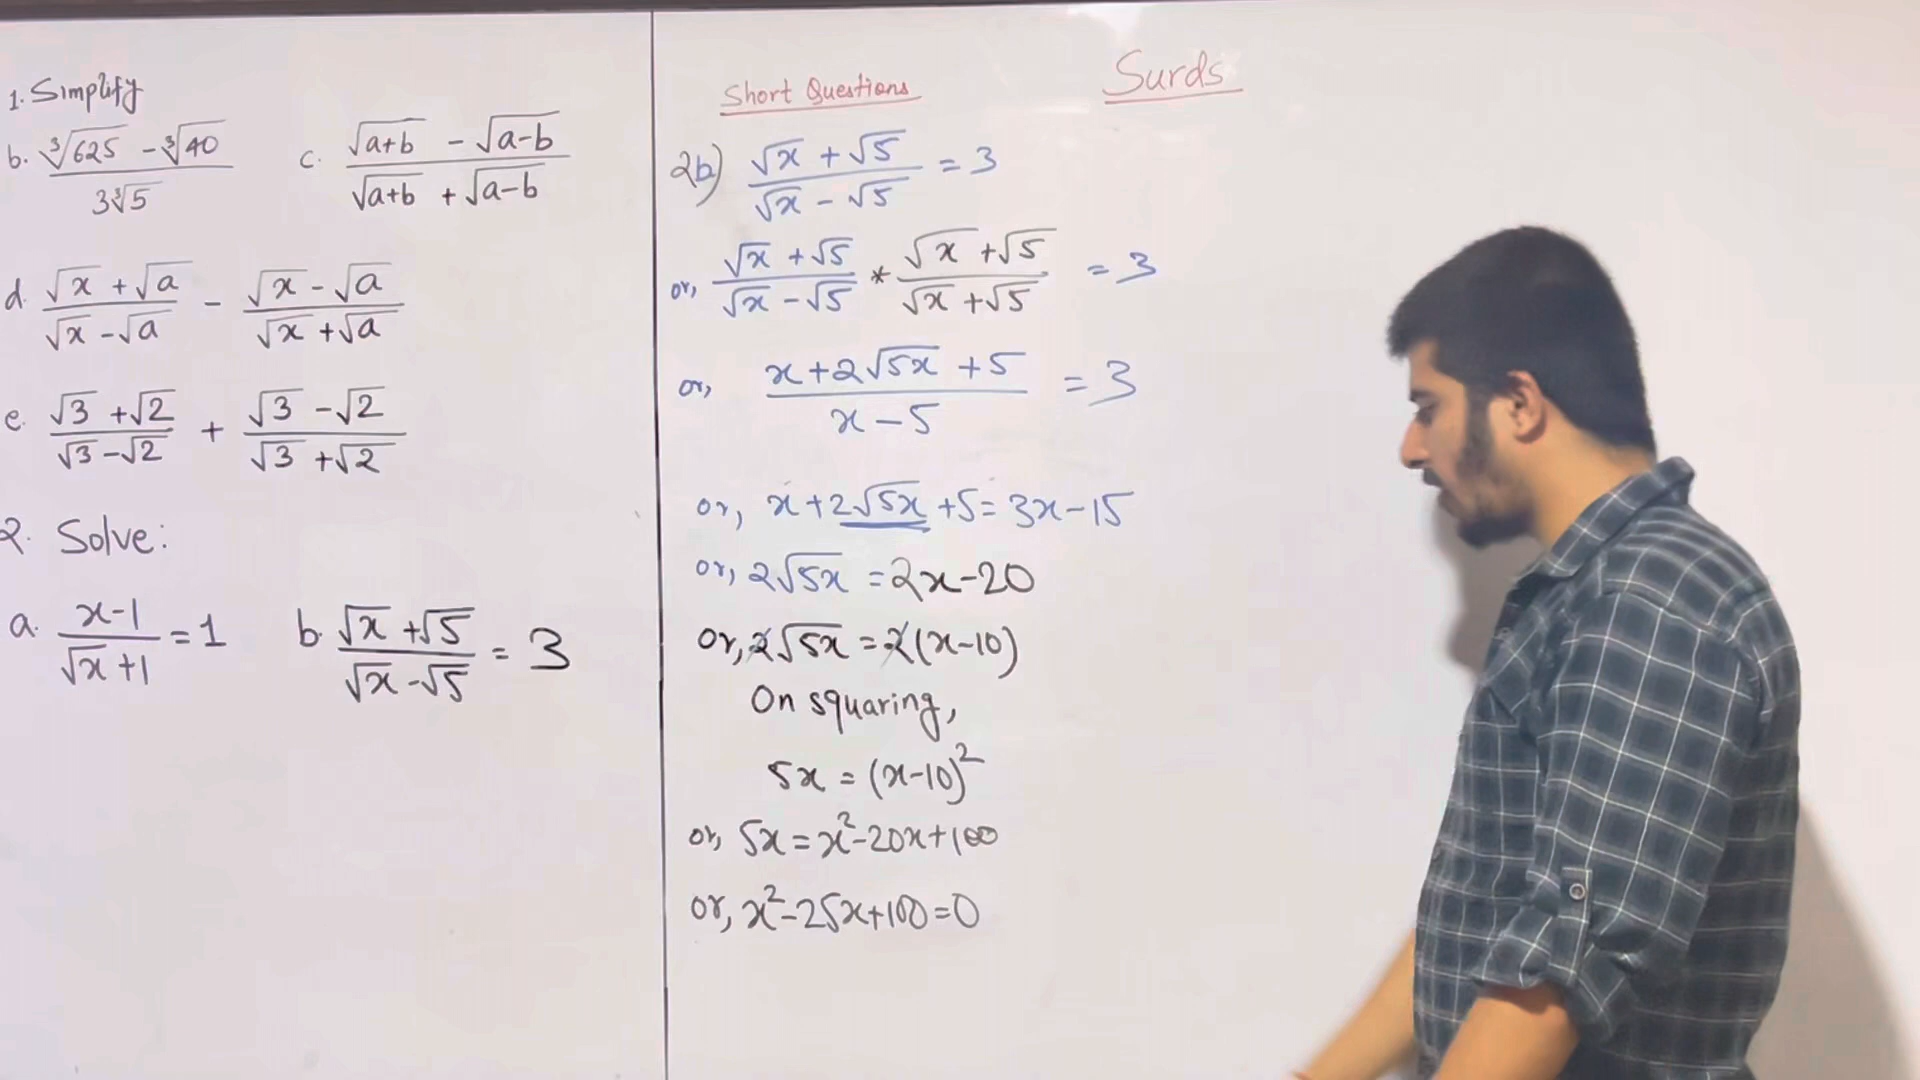 1. Simplify
b. (∛625 - ∛40)/(3∛5) c. (√(a+b) - √(a-b))/(√(a+b) + √(a-b))
d. (√x + √a)/(√x - √a) - (√x - √a)/(√x + √a)
e. (√3 + √2)/(√3 - √2) + (√3 - √2)/(√3 + √2)
2. Solve:
a. (x-1)/(√x + 1) = 1 b. (√x + √5)/(√x - √5) = 3
Short Questions
Surds
2b) (√x + √5)/(√x - √5) = 3
or, (√x + √5)/(√x - √5) * (√x + √5)/(√x + √5) = 3
or, (x + 2√5x + 5)/(x - 5) = 3
or, x + 2√5x + 5 = 3x - 15
or, 2√5x = 2x - 20
or, 2√5x = 2(x-10)
On squaring,
5x = (x-10)²
or, 5x = x² - 20x + 100
or, x² - 25x + 100 = 0